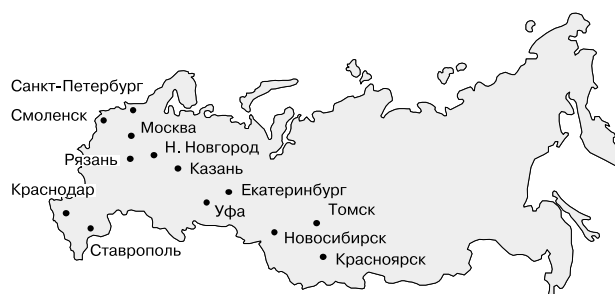 Санкт-Петербург
Смоленск
Москва
Н. Новгород
Рязань
Казань
Краснодар
Екатеринбург
Уфа
Томск
Новосибирск
Ставрополь
Красноярск